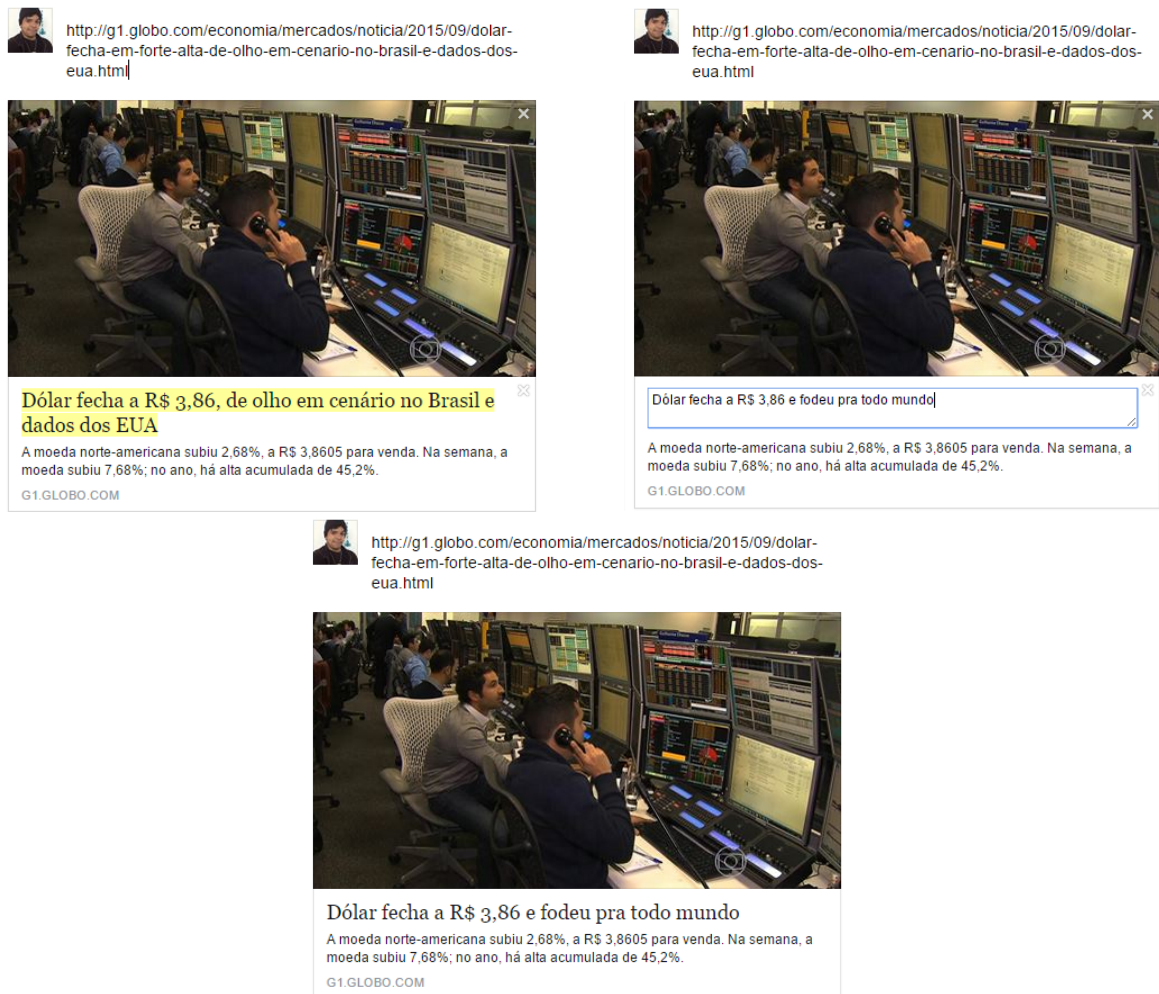 http://g1.globo.com/economia/mercados/noticia/2015/09/dolar-
fecha-em-forte-alta-de-olho-em-cenario-no-brasil-e-dados-dos-
eua.html
Dólar fecha a R$ 3,86, de olho em cenário no Brasil e
dados dos EUA
A moeda norte-americana subiu 2,68%, a R$ 3,8605 para venda. Na semana, a
moeda subiu 7,68%; no ano, há alta acumulada de 45,2%.
G1.GLOBO.COM
http://g1.globo.com/economia/mercados/noticia/2015/09/dolar-
fecha-em-forte-alta-de-olho-em-cenario-no-brasil-e-dados-dos-
eua.html
Dólar fecha a R$ 3,86 e fodeu pra todo mundo
A moeda norte-americana subiu 2,68%, a R$ 3,8605 para venda. Na semana, a
moeda subiu 7,68%; no ano, há alta acumulada de 45,2%.
G1.GLOBO.COM
http://g1.globo.com/economia/mercados/noticia/2015/09/dolar-
fecha-em-forte-alta-de-olho-em-cenario-no-brasil-e-dados-dos-
eua.html
Dólar fecha a R$ 3,86 e fodeu pra todo mundo
A moeda norte-americana subiu 2,68%, a R$ 3,8605 para venda. Na semana, a
moeda subiu 7,68%; no ano, há alta acumulada de 45,2%.
G1.GLOBO.COM